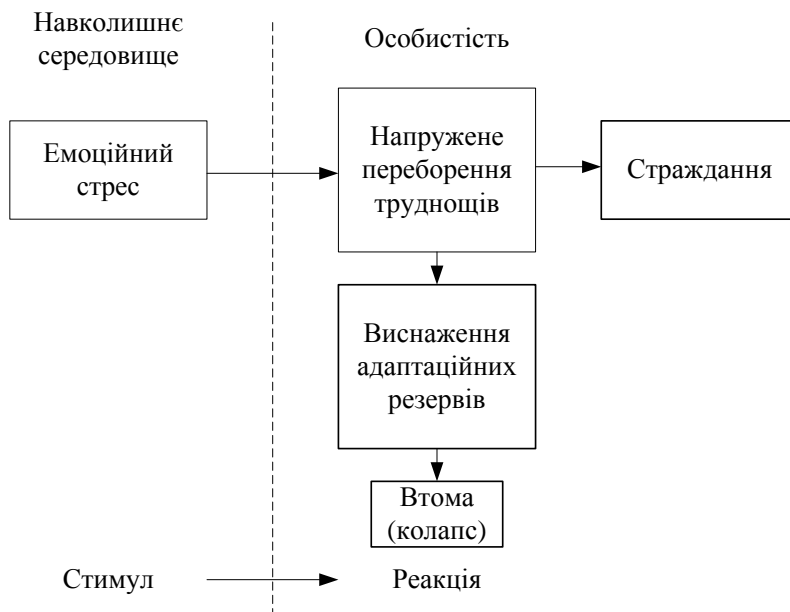 Навколишнє
середовище
Особистість
Емоційний
стрес
Напружене
переборення
труднощів
Страждання
Виснаження
адаптаційних
резервів
Втома
(колапс)
Стимул
Реакція